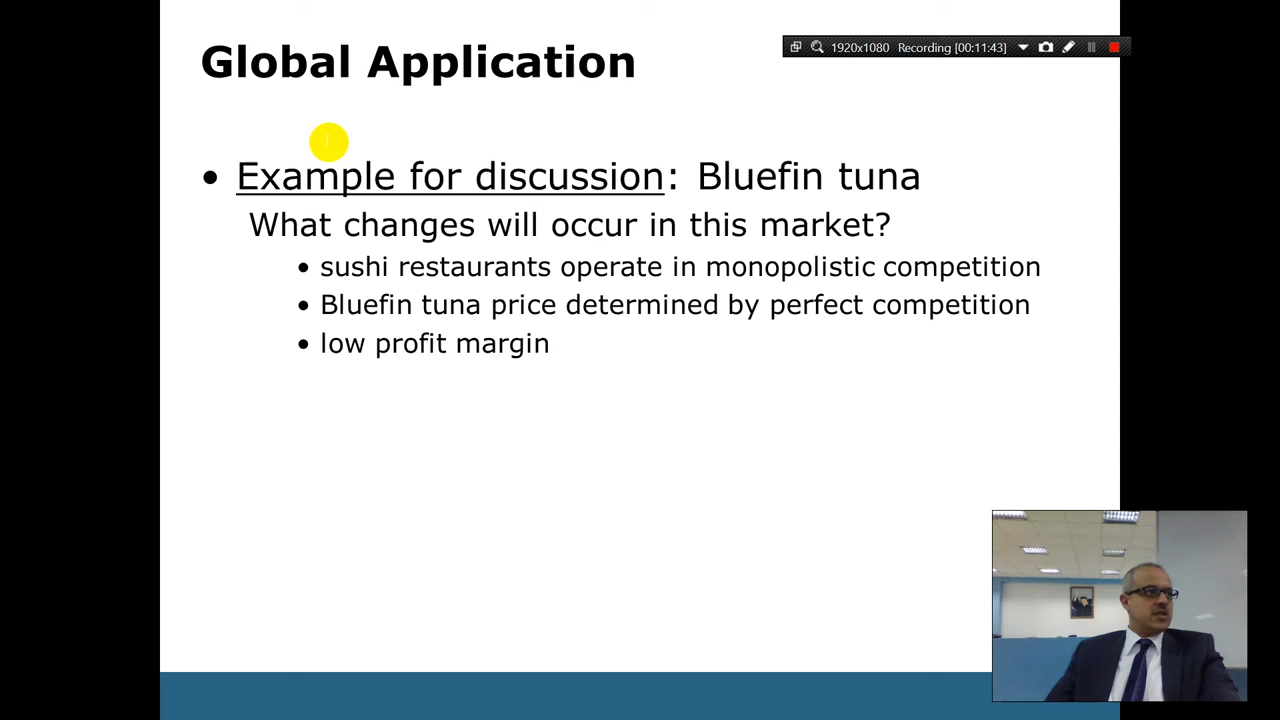 Global Application
1920x1080 Recording [00:11:43]
• Example for discussion: Bluefin tuna
What changes will occur in this market?
• sushi restaurants operate in monopolistic competition
• Bluefin tuna price determined by perfect competition
• low profit margin